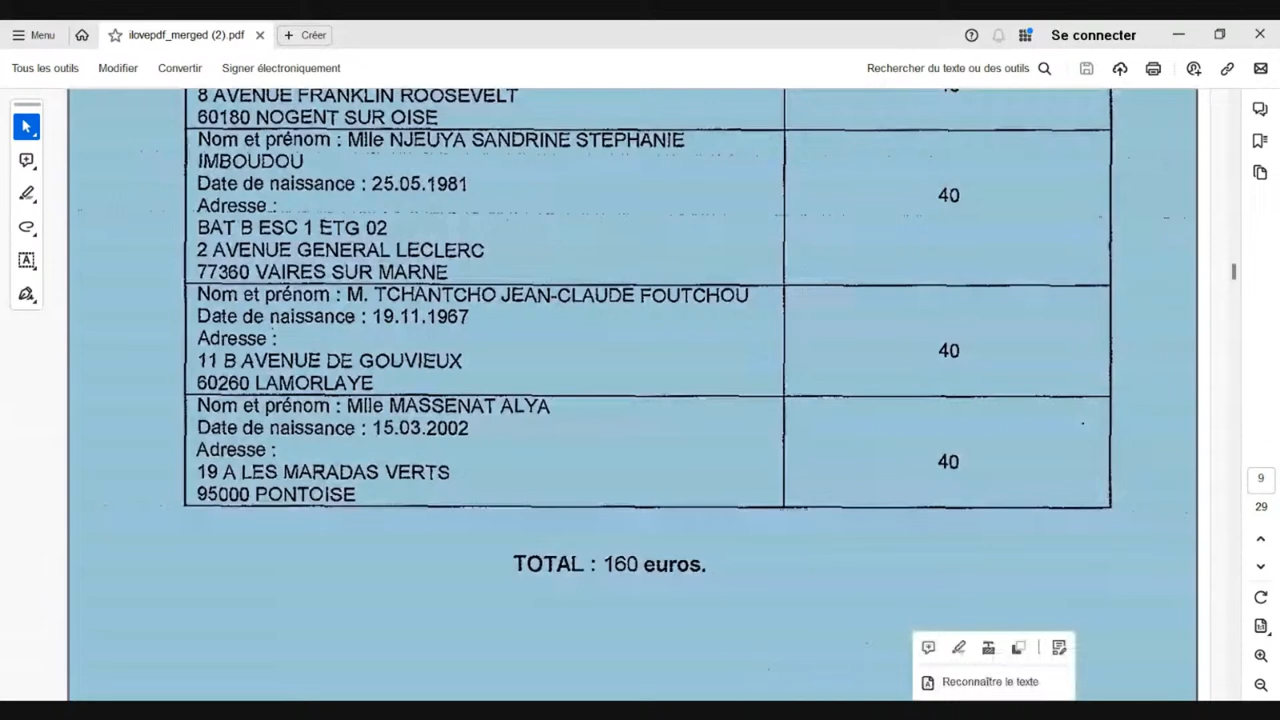 Menu
ilovepdf_merged (2).pdf
Créer
Se connecter
Tous les outils
Modifier
Convertir
Signer électroniquement
Rechercher du texte ou des outils
8 AVENUE FRANKLIN ROOSEVELT
60180 NOGENT SUR OISE
Nom et prénom : Mlle NJEUYA SANDRINE STEPHANIE
IMBOUDOU
Date de naissance : 25.05.1981
Adresse :
BAT B ESC 1 ETG 02
2 AVENUE GENERAL LECLERC
77360 VAIRES SUR MARNE
40
Nom et prénom : M. TCHANTCHO JEAN-CLAUDE FOUTCHOU
Date de naissance : 19.11.1967
Adresse :
11 B AVENUE DE GOUVIEUX
60260 LAMORLAYE
40
Nom et prénom : Mlle MASSENAT ALYA
Date de naissance : 15.03.2002
Adresse :
19 A LES MARADAS VERTS
95000 PONTOISE
40
TOTAL : 160 euros.
Reconnaître le texte
9
29